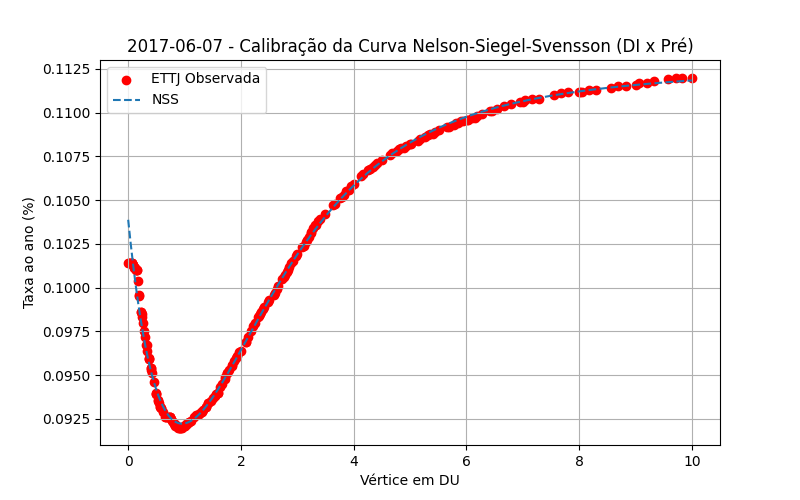 2017-06-07 - Calibração da Curva Nelson-Siegel-Svensson (DI x Pré)
ETTJ Observada
NSS
Taxa ao ano (%)
0.1125
0.1100
0.1075
0.1050
0.1025
0.1000
0.0975
0.0950
0.0925
0 2 4 6 8 10
Vértice em DU